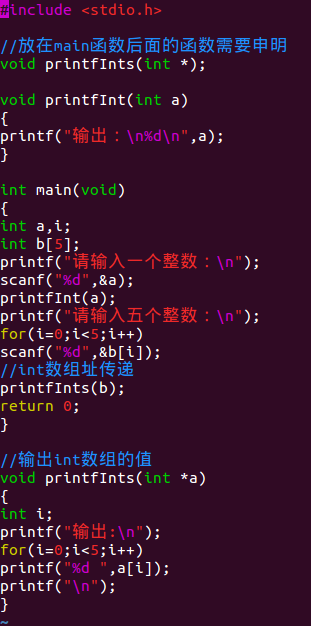 #include <stdio.h>
//放在main函数后面的函数需要申明
void printfInts(int *);
void printfInt(int a)
{
printf("输出：\n%d\n",a);
}
int main(void)
{
int a,i;
int b[5];
printf("请输入一个整数：\n");
scanf("%d",&a);
printfInt(a);
printf("请输入五个整数：\n");
for(i=0;i<5;i++)
scanf("%d",&b[i]);
//int数组址传递
printfInts(b);
return 0;
}
//输出int数组的值
void printfInts(int *a)
{
int i;
printf("输出:\n");
for(i=0;i<5;i++)
printf("%d ",a[i]);
printf("\n");
}
~